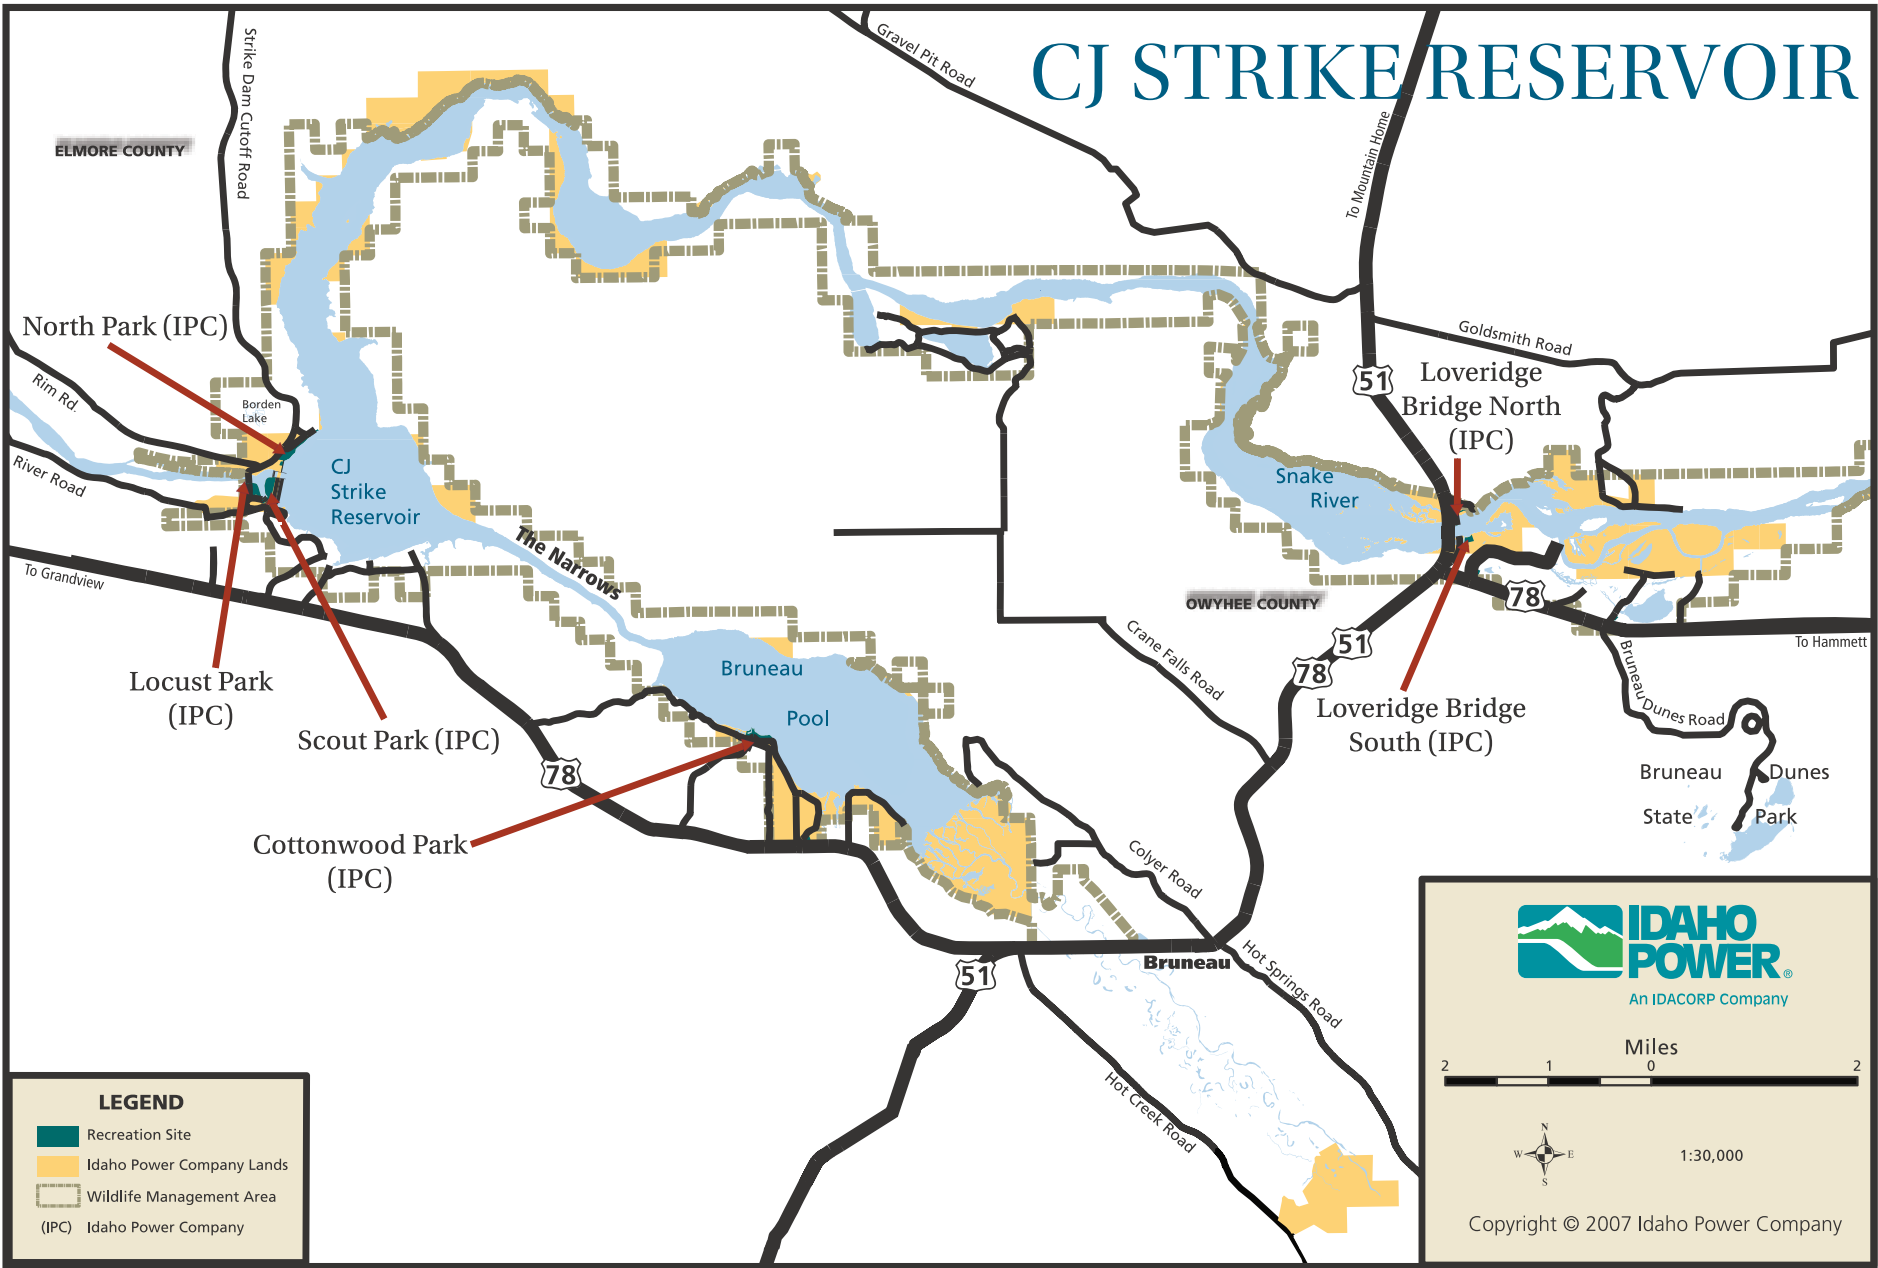 CJ STRIKE RESERVOIR
Gravel Pit Road
Strike Dam Cutoff Road
ELMORE COUNTY
To Mountain Home
North Park (IPC)
Goldsmith Road
51
Loveridge
Bridge North
(IPC)
Rim Rd.
Borden
Lake
River Road
CJ
Strike
Reservoir
Snake
River
The Narrows
To Grandview
OWYHEE COUNTY
78
51
78
To Hammett
Crane Falls Road
Bruneau
Pool
Locust Park
(IPC)
Scout Park (IPC)
Loveridge Bridge
South (IPC)
Bruneau Dunes Road
78
Bruneau Dunes
State Park
Cottonwood Park
(IPC)
Colyer Road
Bruneau
51
Hot Springs Road
Hot Creek Road
IDAHO
POWER®
An IDACORP Company
Miles
2 1 0 2
N
W E
S
1:30,000
Copyright © 2007 Idaho Power Company
LEGEND
Recreation Site
Idaho Power Company Lands
Wildlife Management Area
(IPC) Idaho Power Company